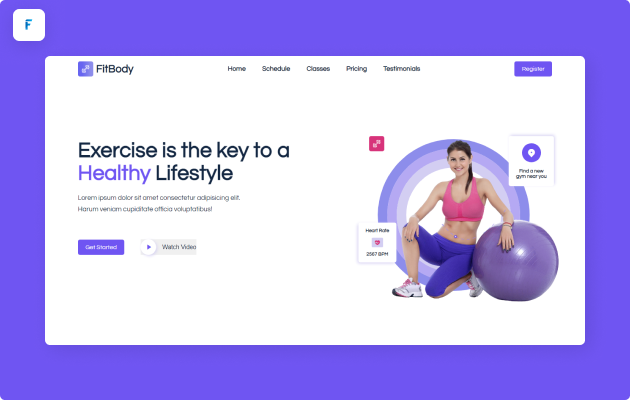 F
FitBody
Home Schedule Classes Pricing Testimonials
Register
Exercise is the key to a
Healthy Lifestyle
Lorem ipsum dolor sit amet consectetur adipisicing elit.
Harum veniam cupiditate officia voluptatibus!
Get Started
Watch Video
Find a new
gym near you
Heart Rate
2567 BPM